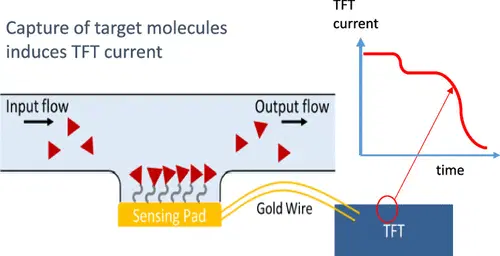 Capture of target molecules
induces TFT current
TFT
current
Input flow
Output flow
time
Sensing Pad
Gold Wire
TFT